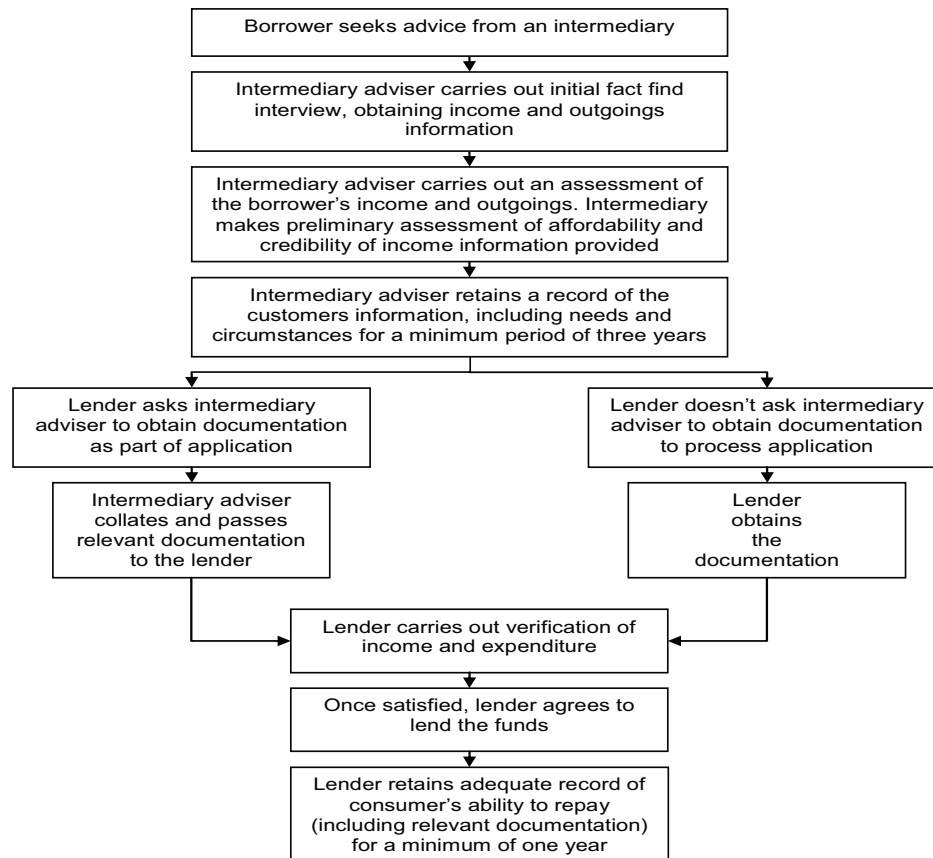 Borrower seeks advice from an intermediary
Intermediary adviser carries out initial fact find
interview, obtaining income and outgoings
information
Intermediary adviser carries out an assessment of
the borrower's income and outgoings. Intermediary
makes preliminary assessment of affordability and
credibility of income information provided
Intermediary adviser retains a record of the
customers information, including needs and
circumstances for a minimum period of three years
Lender asks intermediary
adviser to obtain documentation
as part of application
Lender doesn't ask intermediary
adviser to obtain documentation
to process application
Intermediary adviser
collates and passes
relevant documentation
to the lender
Lender
obtains
the
documentation
Lender carries out verification of
income and expenditure
Once satisfied, lender agrees to
lend the funds
Lender retains adequate record of
consumer's ability to repay
(including relevant documentation)
for a minimum of one year